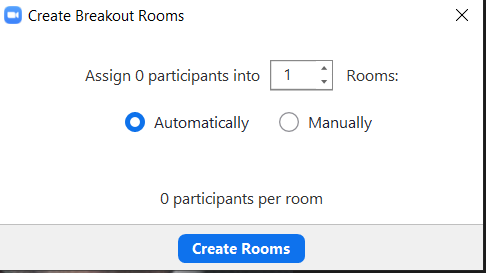 Create Breakout Rooms
Assign 0 participants into 1 Rooms:
Automatically Manually
0 participants per room
Create Rooms